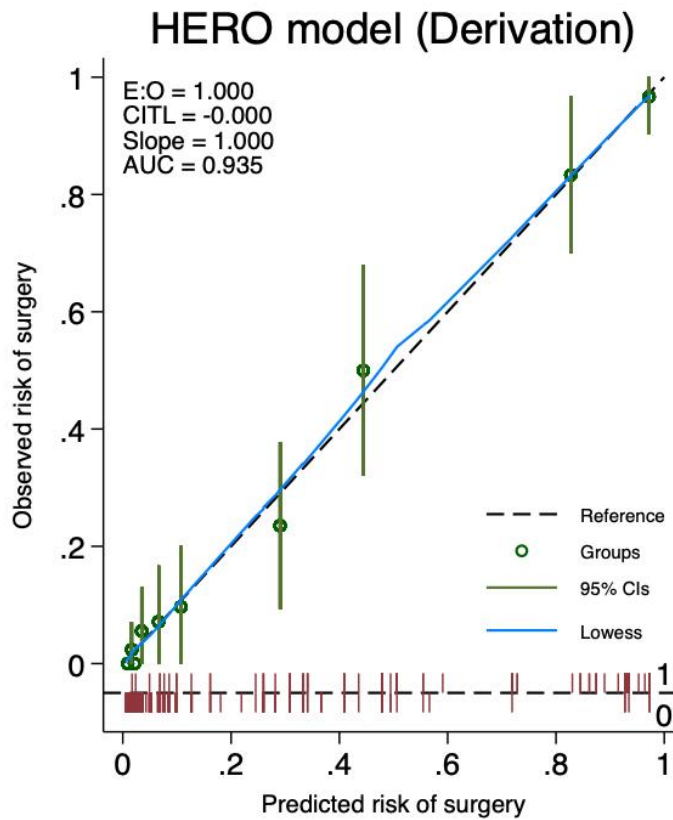 HERO model (Derivation)
E:O = 1.000
CITL = -0.000
Slope = 1.000
AUC = 0.935
Observed risk of surgery
1
.8
.6
.4
.2
0
Reference
Groups
95% CIs
Lowess
1
0
0
.2
.4
.6
.8
1
Predicted risk of surgery